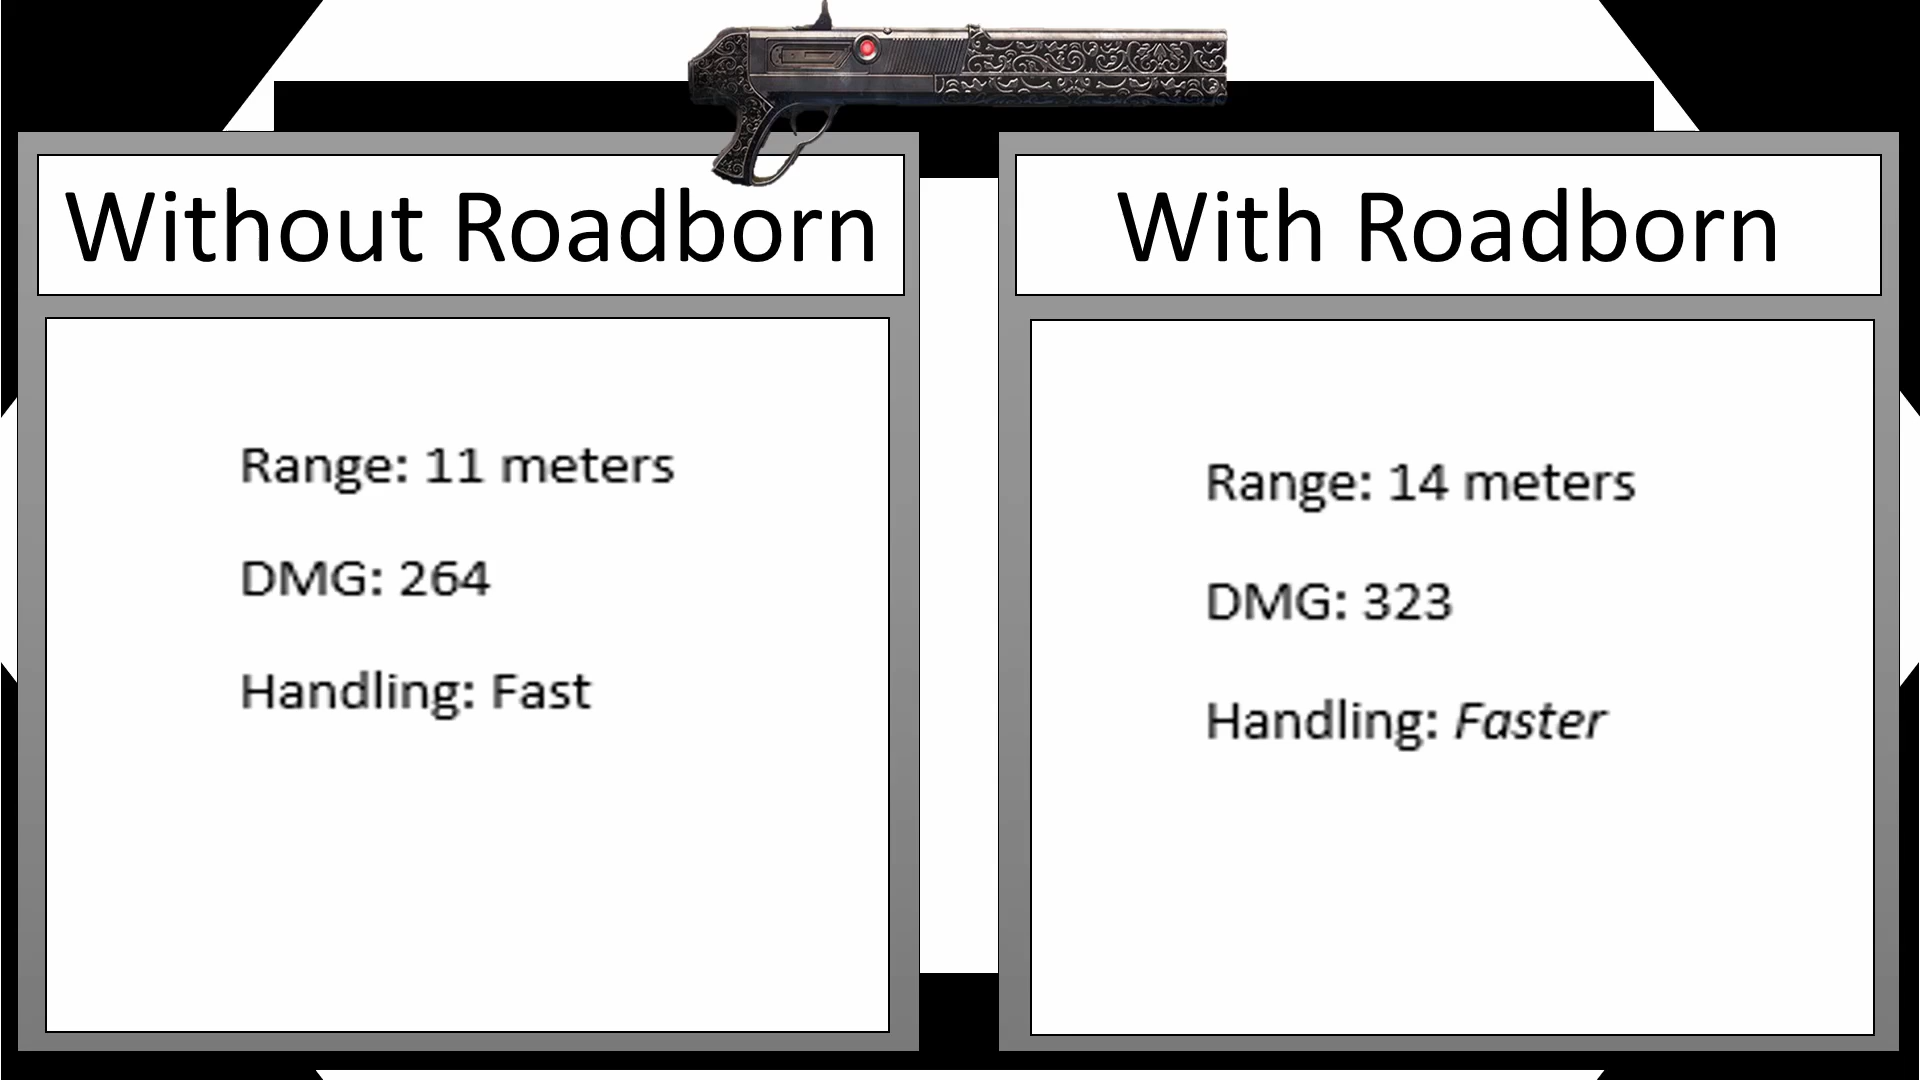 Without Roadborn
Range: 11 meters
DMG: 264
Handling: Fast
With Roadborn
Range: 14 meters
DMG: 323
Handling: Faster